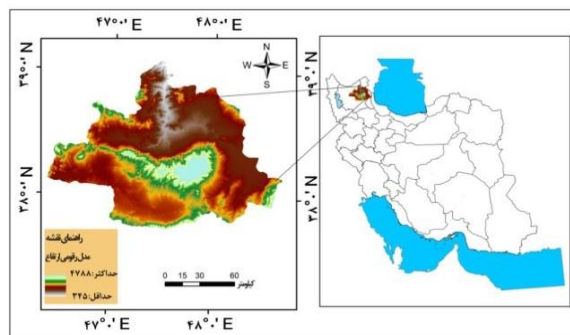 ۴۷°۰' E ۴۸°۰' E
۳۹°۰' N
N
W E
S
۳۹°۰' N
۳۸°۰' N
۳۸°۰' N
راهنمای نقشه
مدل رقومی ارتفاع
حداکثر: ۴۷۸۸
حداقل: ۳۴۵
0 15 30 60
کیلومتر
۴۷°۰' E ۴۸°۰' E